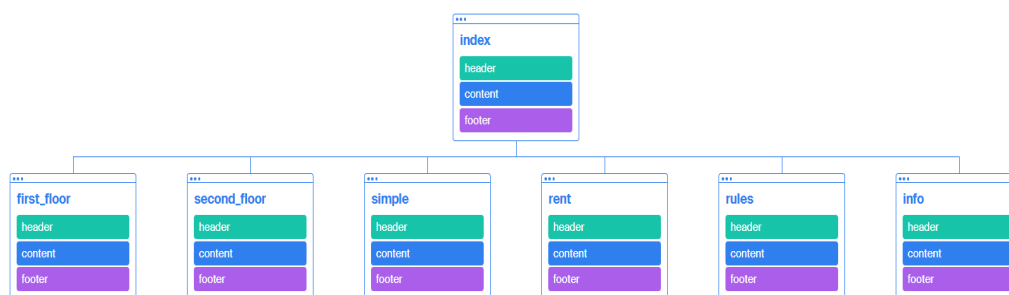 index
header
content
footer
first_floor
header
content
footer
second_floor
header
content
footer
simple
header
content
footer
rent
header
content
footer
rules
header
content
footer
info
header
content
footer